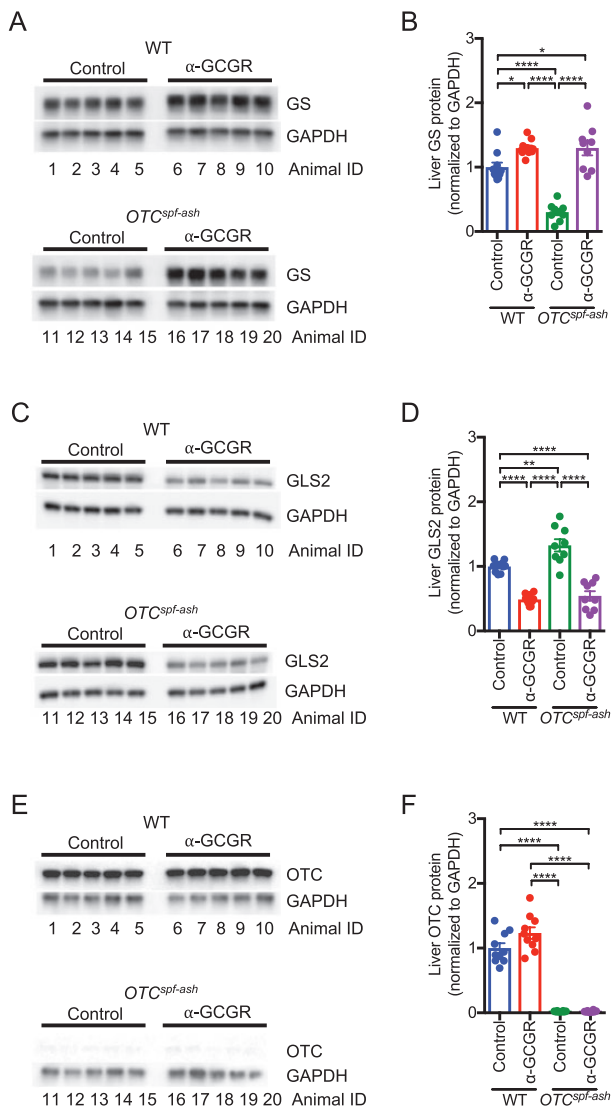 A
WT
Control α-GCGR
GS
GAPDH
1 2 3 4 5 6 7 8 9 10 Animal ID
OTCspf-ash
Control α-GCGR
GS
GAPDH
11 12 13 14 15 16 17 18 19 20 Animal ID
B
Liver GS protein
(normalized to GAPDH)
3
2
1
0
*
****
* **** ****
Control α-GCGR Control α-GCGR
WT OTCspf-ash
C
WT
Control α-GCGR
GLS2
GAPDH
1 2 3 4 5 6 7 8 9 10 Animal ID
OTCspf-ash
Control α-GCGR
GLS2
GAPDH
11 12 13 14 15 16 17 18 19 20 Animal ID
D
Liver GLS2 protein
(normalized to GAPDH)
3
2
1
0
****
**
**** **** ****
Control α-GCGR Control α-GCGR
WT OTCspf-ash
E
WT
Control α-GCGR
OTC
GAPDH
1 2 3 4 5 6 7 8 9 10 Animal ID
OTCspf-ash
Control α-GCGR
OTC
GAPDH
11 12 13 14 15 16 17 18 19 20 Animal ID
F
Liver OTC protein
(normalized to GAPDH)
3
2
1
0
****
****
****
****
Control α-GCGR Control α-GCGR
WT OTCspf-ash